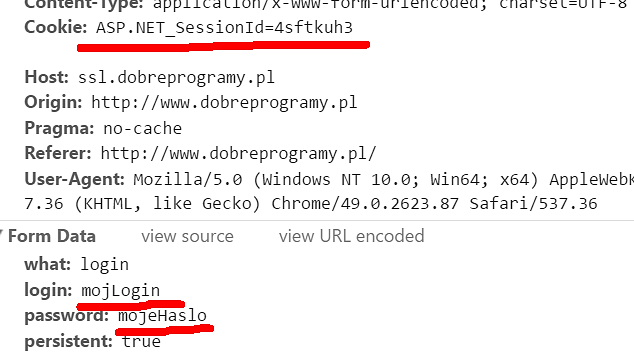 Content-Type: application/x-www-form-urlencoded; charset=UTF-8
Cookie: ASP.NET_SessionId=4sftkuh3
Host: ssl.dobreprogramy.pl
Origin: http://www.dobreprogramy.pl
Pragma: no-cache
Referer: http://www.dobreprogramy.pl/
User-Agent: Mozilla/5.0 (Windows NT 10.0; Win64; x64) AppleWebK
7.36 (KHTML, like Gecko) Chrome/49.0.2623.87 Safari/537.36
Form Data view source view URL encoded
what: login
login: mojLogin
password: mojeHaslo
persistent: true